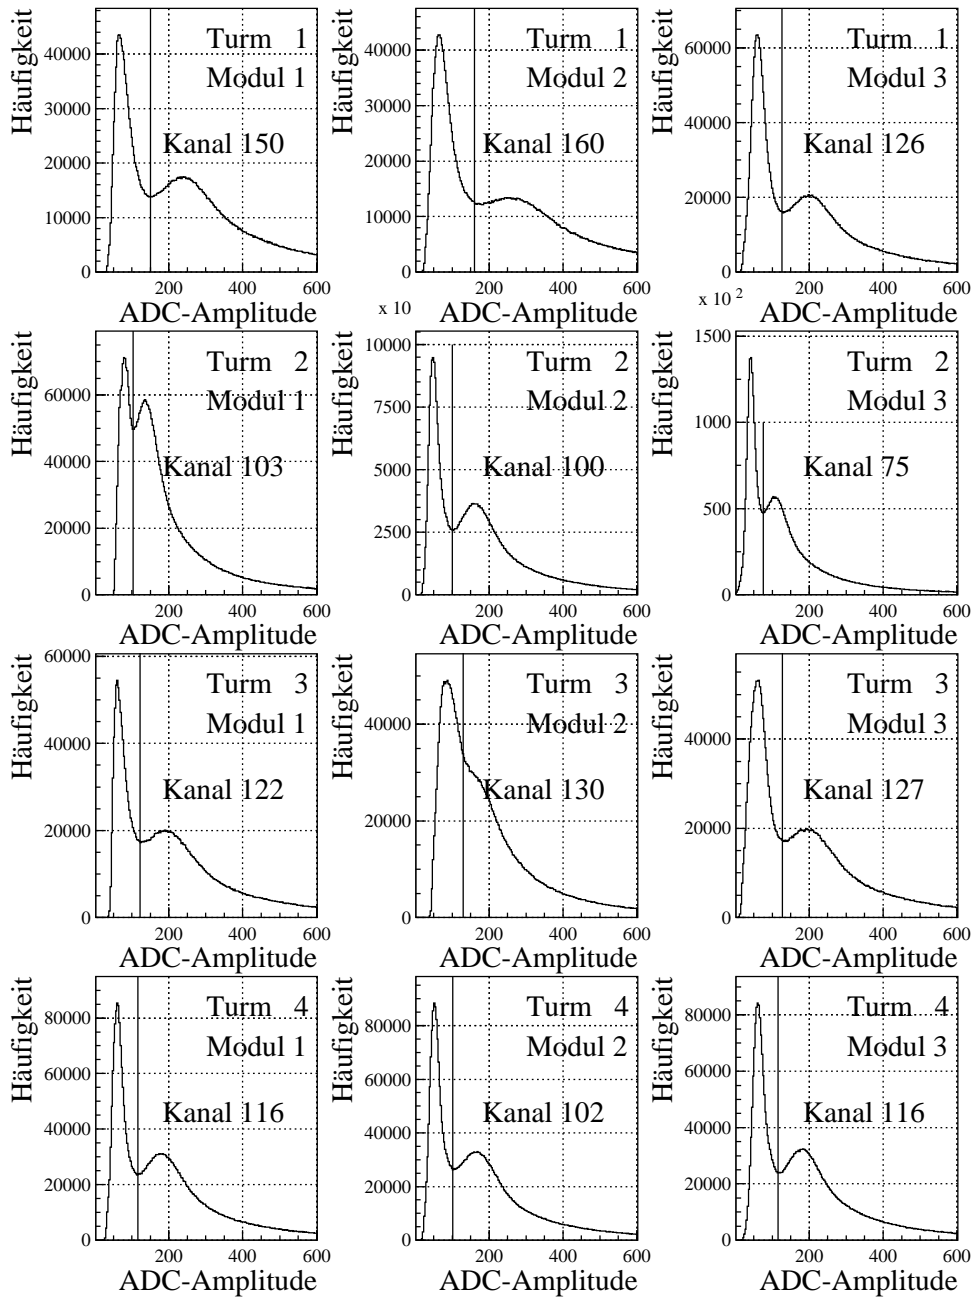 Häufigkeit
40000
30000
20000
10000
0
Turm 1
Modul 1
Kanal 150
200 400 600
ADC-Amplitude
Häufigkeit
40000
30000
20000
10000
0
Turm 1
Modul 2
Kanal 160
200 400 600
ADC-Amplitude
Häufigkeit
60000
40000
20000
0
Turm 1
Modul 3
Kanal 126
200 400 600
ADC-Amplitude
Häufigkeit
60000
40000
20000
0
Turm 2
Modul 1
Kanal 103
200 400 600
ADC-Amplitude
x 10
Häufigkeit
10000
7500
5000
2500
0
Turm 2
Modul 2
Kanal 100
200 400 600
ADC-Amplitude
x 10 2
Häufigkeit
1500
1000
500
0
Turm 2
Modul 3
Kanal 75
200 400 600
ADC-Amplitude
Häufigkeit
60000
40000
20000
0
Turm 3
Modul 1
Kanal 122
200 400 600
ADC-Amplitude
Häufigkeit
40000
20000
0
Turm 3
Modul 2
Kanal 130
200 400 600
ADC-Amplitude
Häufigkeit
40000
20000
0
Turm 3
Modul 3
Kanal 127
200 400 600
ADC-Amplitude
Häufigkeit
80000
60000
40000
20000
0
Turm 4
Modul 1
Kanal 116
200 400 600
ADC-Amplitude
Häufigkeit
80000
60000
40000
20000
0
Turm 4
Modul 2
Kanal 102
200 400 600
ADC-Amplitude
Häufigkeit
80000
60000
40000
20000
0
Turm 4
Modul 3
Kanal 116
200 400 600
ADC-Amplitude